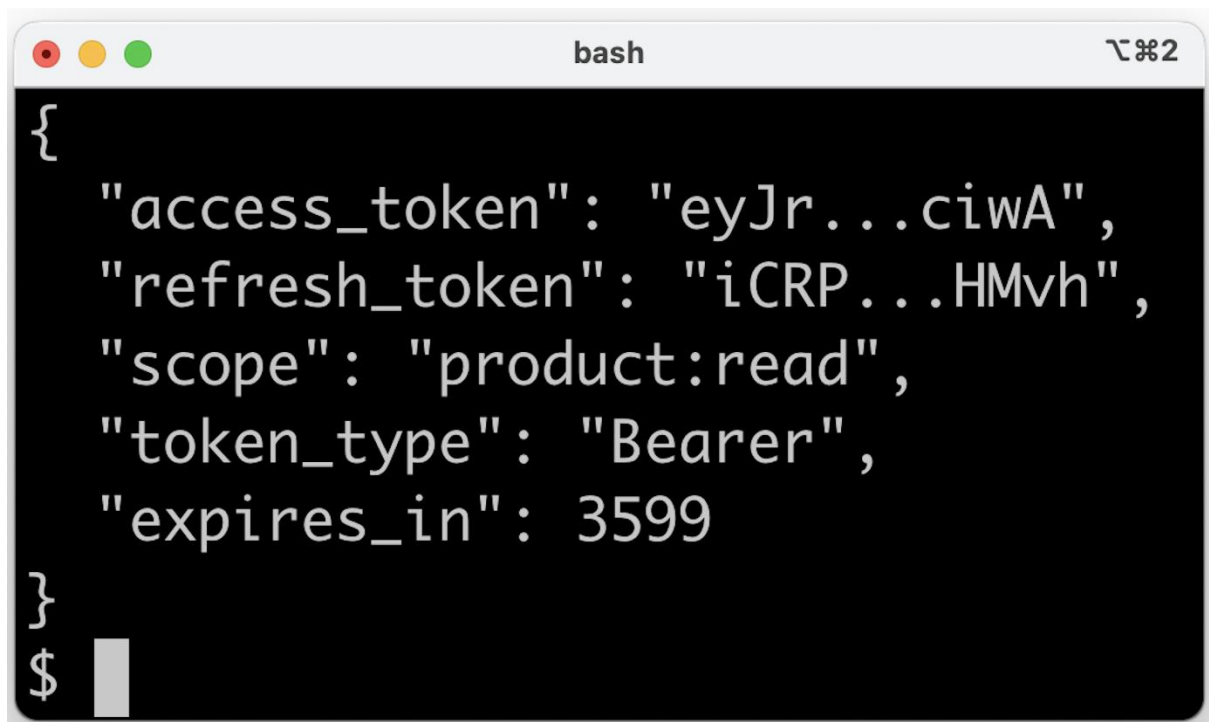 bash ⌥⌘2
{
"access_token": "eyJr...ciwA",
"refresh_token": "iCRP...HMvh",
"scope": "product:read",
"token_type": "Bearer",
"expires_in": 3599
}
$